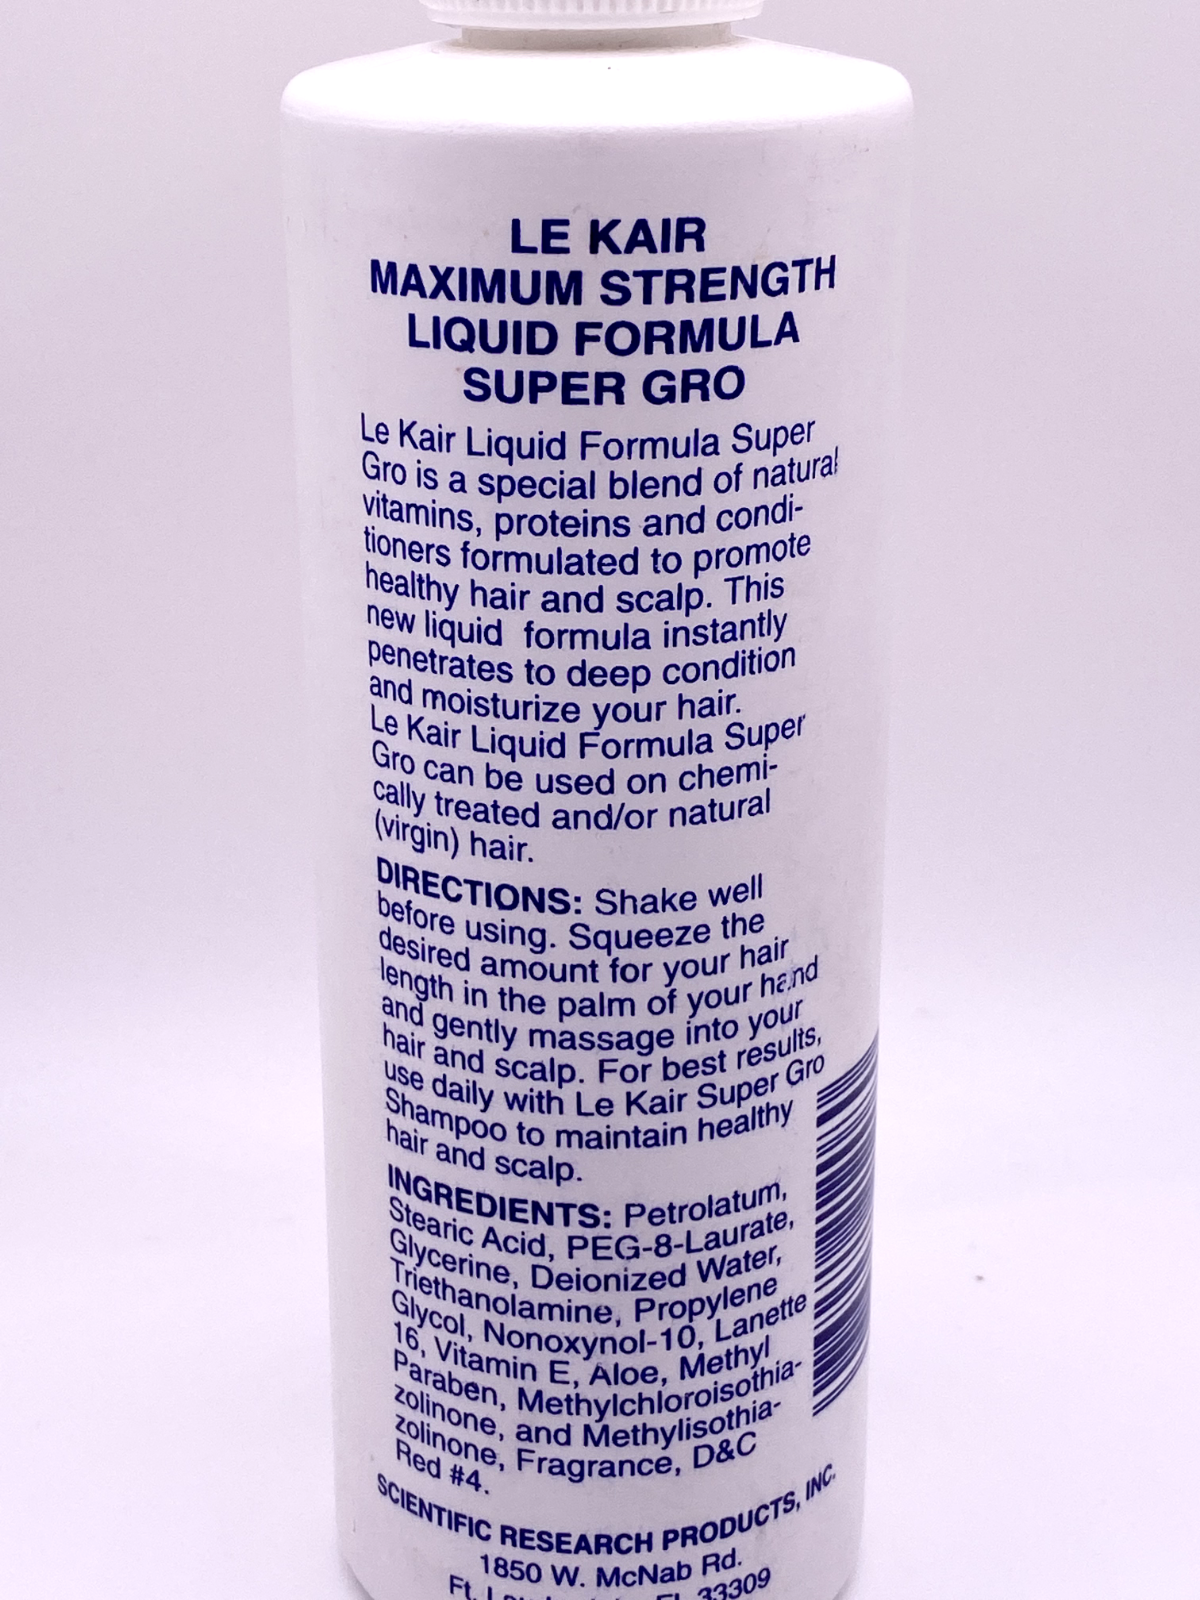 LE KAIR
MAXIMUM STRENGTH
LIQUID FORMULA
SUPER GRO
Le Kair Liquid Formula Super
Gro is a special blend of natural
vitamins, proteins and condi-
tioners formulated to promote
healthy hair and scalp. This
new liquid formula instantly
penetrates to deep condition
and moisturize your hair.
Le Kair Liquid Formula Super
Gro can be used on chemi-
cally treated and/or natural
(virgin) hair.
DIRECTIONS: Shake well
before using. Squeeze the
desired amount for your hair
length in the palm of your hand
and gently massage into your
hair and scalp. For best results,
use daily with Le Kair Super Gro
Shampoo to maintain healthy
hair and scalp.
INGREDIENTS: Petrolatum,
Stearic Acid, PEG-8-Laurate,
Glycerine, Deionized Water,
Triethanolamine, Propylene
Glycol, Nonoxynol-10, Lanette
16, Vitamin E, Aloe, Methyl
Paraben, Methylchloroisothia-
zolinone, and Methylisothia-
zolinone, Fragrance, D&C
Red #4.
SCIENTIFIC RESEARCH PRODUCTS, INC.
1850 W. McNab Rd.
Ft. FL 33309